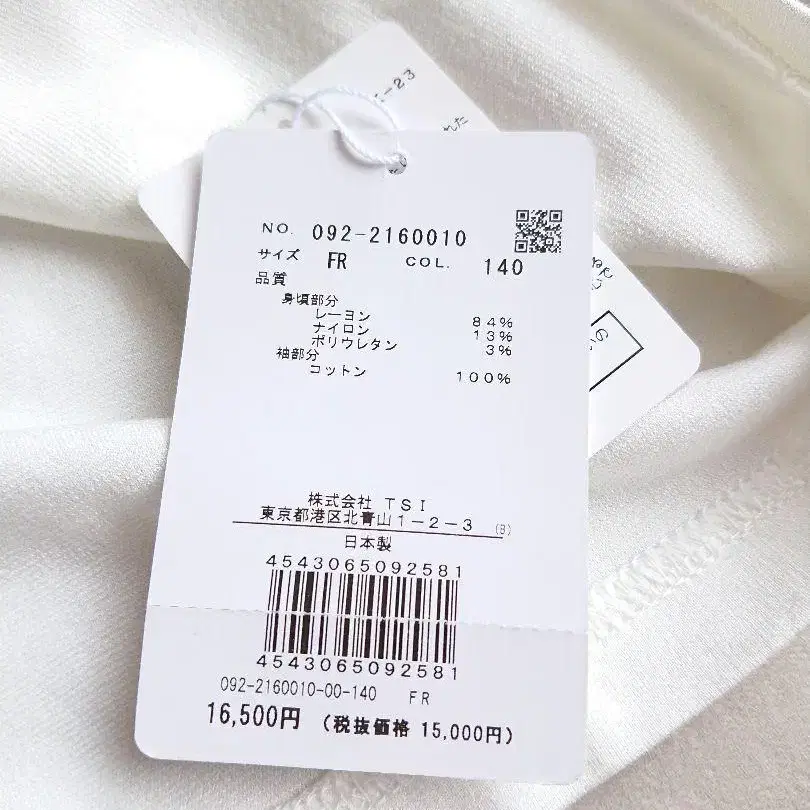 NO. 092-2160010
サイズ FR COL. 140
品質
身頃部分
レーヨン 84%
ナイロン 13%
ポリウレタン 3%
袖部分
コットン 100%
株式会社 TSI
東京都港区北青山1-2-3 (B)
日本製
4543065092581
4543065092581
092-2160010-00-140 FR
16,500円 (税抜価格 15,000円)